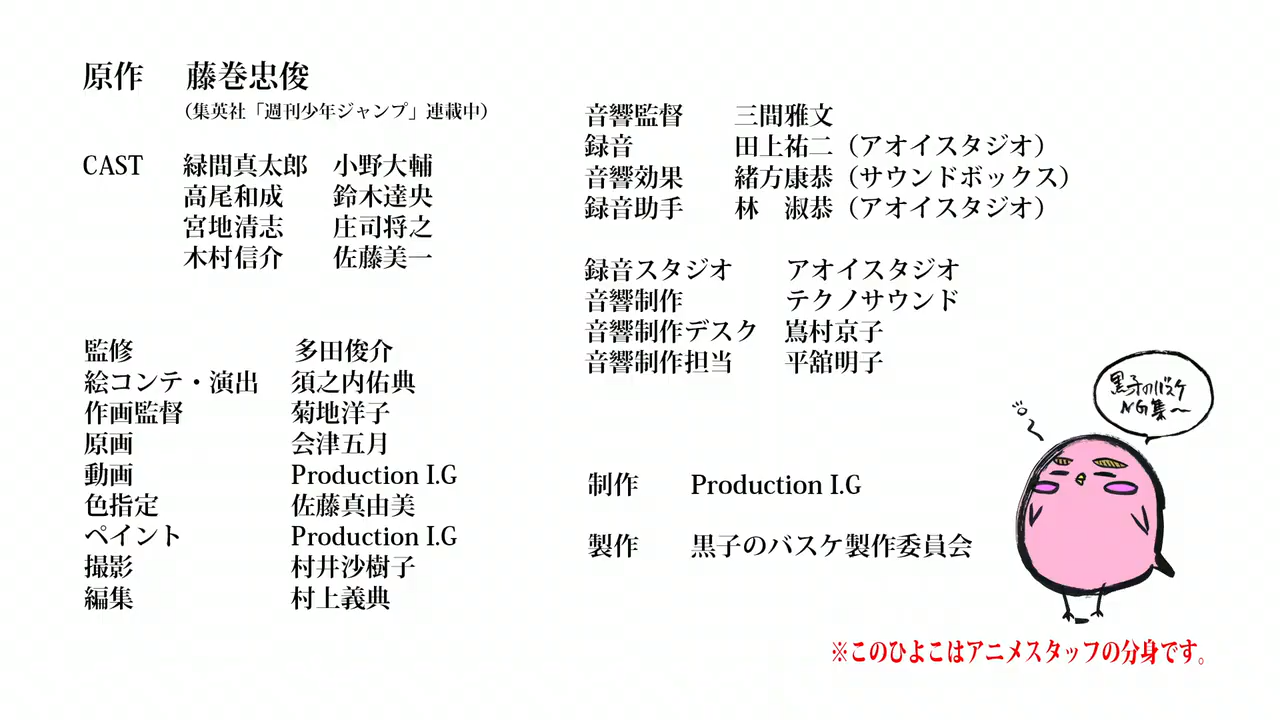 原作 藤巻忠俊
(集英社「週刊少年ジャンプ」連載中)
CAST 緑間真太郎 小野大輔
高尾和成 鈴木達央
宮地清志 庄司将之
木村信介 佐藤美一
監修 多田俊介
絵コンテ・演出 須之内佑典
作画監督 菊地洋子
原画 会津五月
動画 Production I.G
色指定 佐藤真由美
ペイント Production I.G
撮影 村井沙樹子
編集 村上義典
音響監督 三間雅文
録音 田上祐二（アオイスタジオ）
音響効果 緒方康恭（サウンドボックス）
録音助手 林 淑恭（アオイスタジオ）
録音スタジオ アオイスタジオ
音響制作 テクノサウンド
音響制作デスク 嶌村京子
音響制作担当 平舘明子
制作 Production I.G
製作 黒子のバスケ製作委員会
黒子のバスケ
NG集〜
※このひよこはアニメスタッフの分身です。